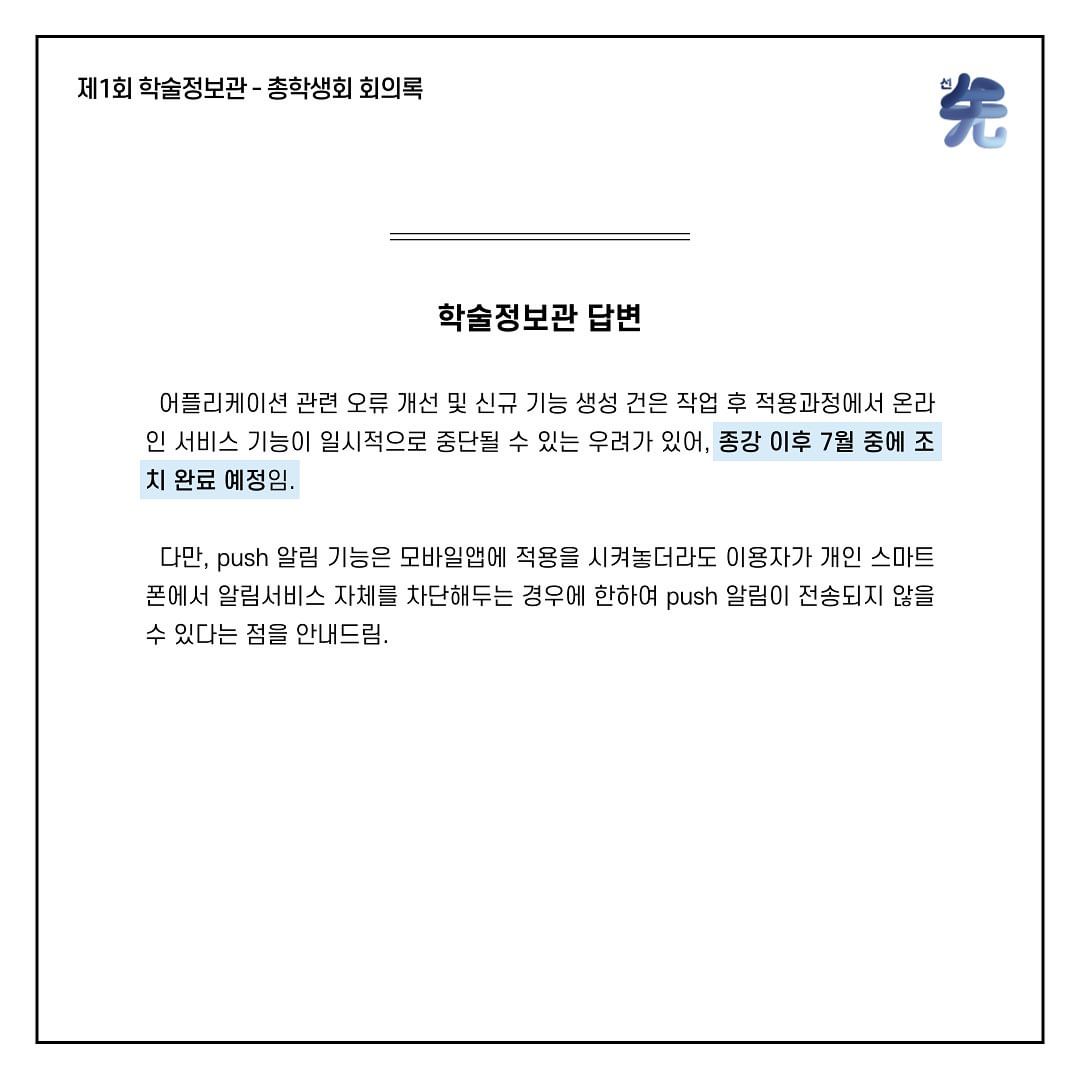 제1회 학술정보관 - 총학생회 회의록
선
先
학술정보관 답변
어플리케이션 관련 오류 개선 및 신규 기능 생성 건은 작업 후 적용과정에서 온라
인 서비스 기능이 일시적으로 중단될 수 있는 우려가 있어, 종강 이후 7월 중에 조
치 완료 예정임.
다만, push 알림 기능은 모바일앱에 적용을 시켜놓더라도 이용자가 개인 스마트
폰에서 알림서비스 자체를 차단해두는 경우에 한하여 push 알림이 전송되지 않을
수 있다는 점을 안내드림.